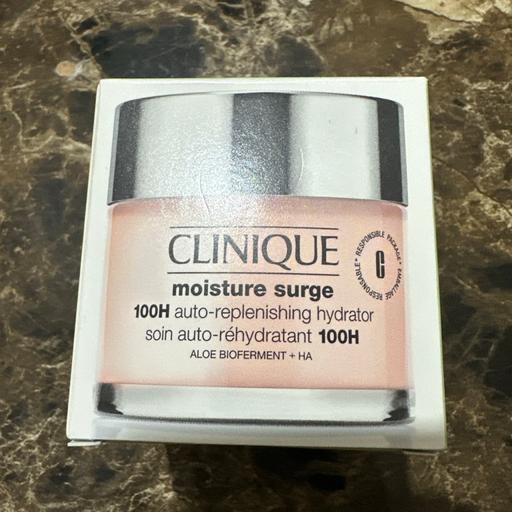 CLINIQUE
moisture surge
100H auto-replenishing hydrator
soin auto-réhydratant 100H
ALOE BIOFERMENT + HA
RESPONSIBLE PACKAGE* EMBALLAGE RESPONSABLE*
C